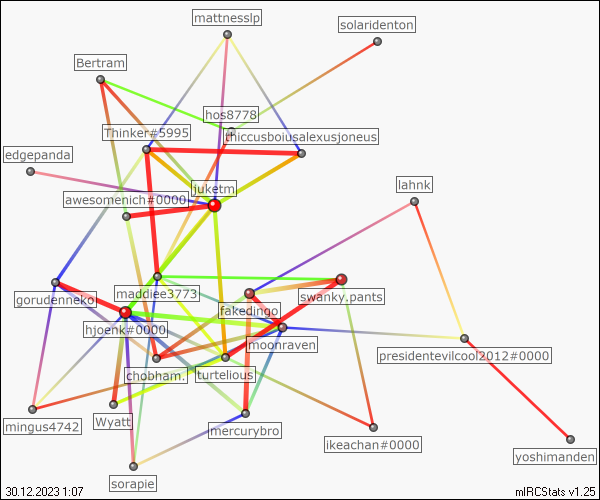 mattnesslp
solaridenton
Bertram
hos8778
Thinker#5995
thiccusboiusalexusjoneus
edgepanda
juketm
lahnk
awesomenich#0000
maddiee3773
gorudenneko
fakedingo
swanky.pants
hjoenk#0000
moonraven
presidentevilcool2012#0000
chobham.
turtelious
mingus4742
Wyatt
mercurybro
ikeachan#0000
yoshimanden
sorapie
30.12.2023 1:07
mIRCStats v1.25